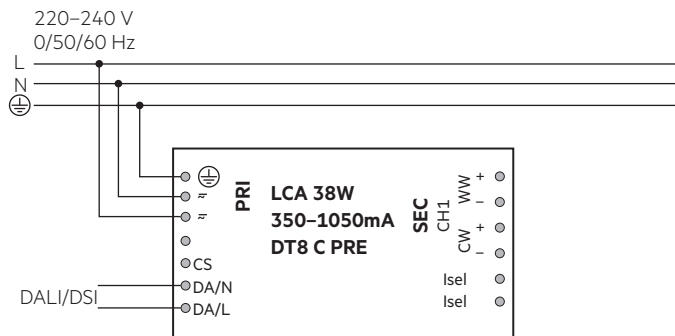 220–240 V
0/50/60 Hz
L
N
PRI
LCA 38W
350–1050mA
DT8 C PRE
SEC
CH1
WW
+
–
CW
+
–
≂
≂
CS
DALI/DSI
DA/N
DA/L
Isel
Isel